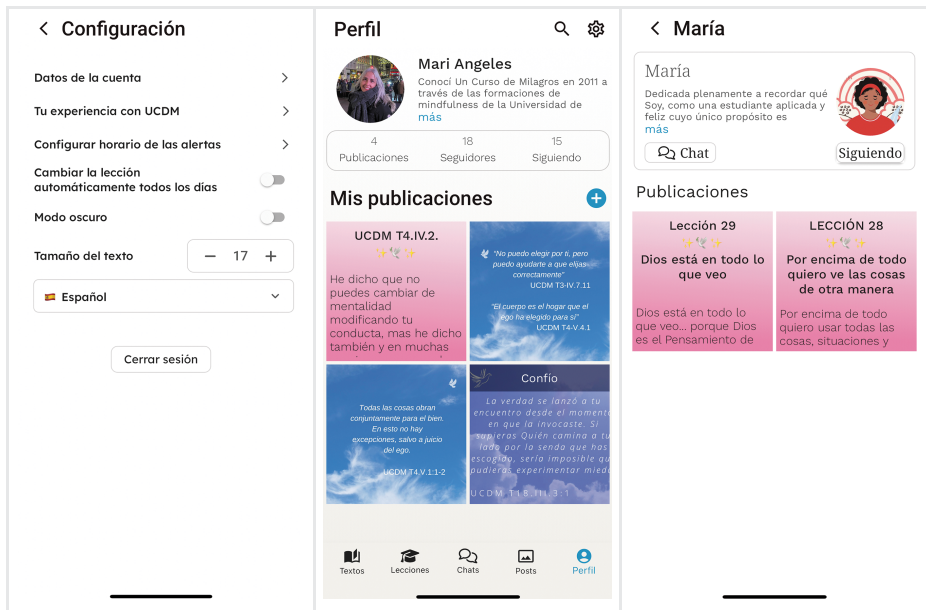 Configuración
Datos de la cuenta
Tu experiencia con UCDM
Configurar horario de las alertas
Cambiar la lección
automáticamente todos los días
Modo oscuro
Tamaño del texto
17
Español
Cerrar sesión
Perfil
Mari Angeles
Conocí Un Curso de Milagros en 2011 a
través de las formaciones de
mindfulness de la Universidad de
más
4
18
15
Publicaciones
Seguidores
Siguiendo
Mis publicaciones
UCDM T4.IV.2.
He dicho que no
puedes cambiar de
mentalidad
modificando tu
conducta, mas he dicho
también y en muchas
"No puedo elegir por ti, pero
puedo ayudarte a que elijas
correctamente"
UCDM T3-IV.7.11
"El cuerpo es el hogar que el
ego ha elegido para sí"
UCDM T4-V.4.1
Todas las cosas obran
conjuntamente para el bien.
En esto no hay
excepciones, salvo a juicio
del ego.
UCDM T4.V.1:1-2
Confío
La verdad se lanzó a tu
encuentro desde el momento
en que la invocaste. Si
supieras Quién camina a tu
lado por la senda que has
escogido, sería imposible que
pudieras experimentar miedo
UCDM T18.III.3:1
Textos
Lecciones
Chats
Posts
Perfil
María
María
Dedicada plenamente a recordar qué
Soy, como una estudiante aplicada y
feliz cuyo único propósito es
más
Chat
Siguiendo
Publicaciones
Lección 29
Dios está en todo lo
que veo
Dios está en todo lo
que veo... porque Dios
es el Pensamiento de
LECCIÓN 28
Por encima de todo
quiero ve las cosas
de otra manera
Por encima de todo
quiero usar todas las
cosas, situaciones y